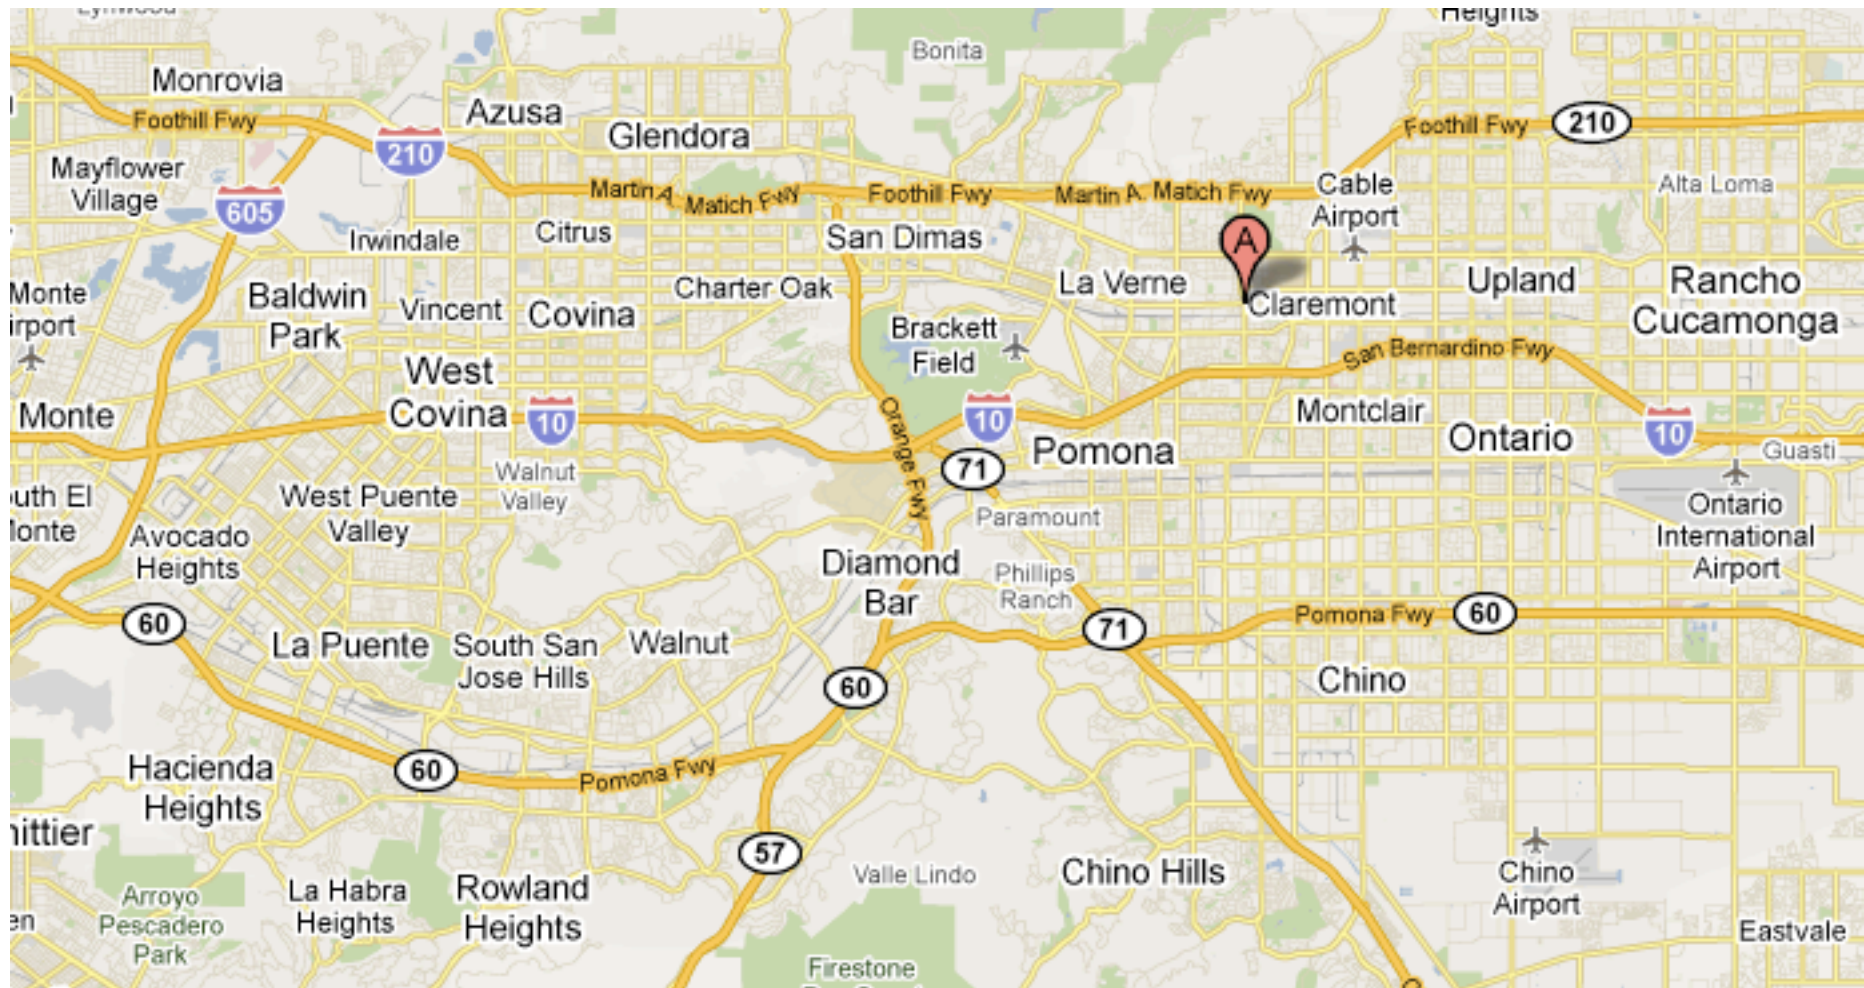 Heights
Bonita
Monrovia
Azusa
Foothill Fwy
Glendora
210
Foothill Fwy
210
Mayflower
Village
605
Martin A.
Matich Fwy
Foothill Fwy
Martin A. Matich Fwy
Cable
Airport
Alta Loma
Irwindale
Citrus
San Dimas
A
Monte
Baldwin
Park
Vincent
Covina
Charter Oak
La Verne
Claremont
Upland
Rancho
Cucamonga
Brackett
Field
San Bernardino Fwy
West
Covina
Monte
10
Orange Fwy
10
Montclair
Ontario
10
Guasti
Pomona
71
Walnut
Valley
West Puente
Valley
Paramount
Ontario
International
Airport
Avocado
Heights
Diamond
Bar
Phillips
Ranch
60
71
Pomona Fwy
60
La Puente
South San
Jose Hills
Walnut
60
Chino
Hacienda
Heights
60
Pomona Fwy
57
Valle Lindo
Chino Hills
Chino
Airport
Arroyo
Pescadero
Park
La Habra
Heights
Rowland
Heights
Eastvale
Firestone